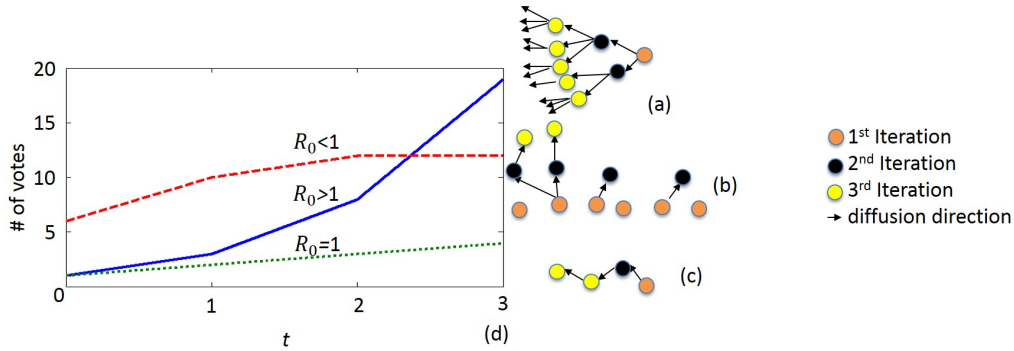 20
15
10
5
0
1
2
3
# of votes
t
R₀<1
R₀>1
R₀=1
(a)
(b)
(c)
(d)
1st Iteration
2nd Iteration
3rd Iteration
diffusion direction